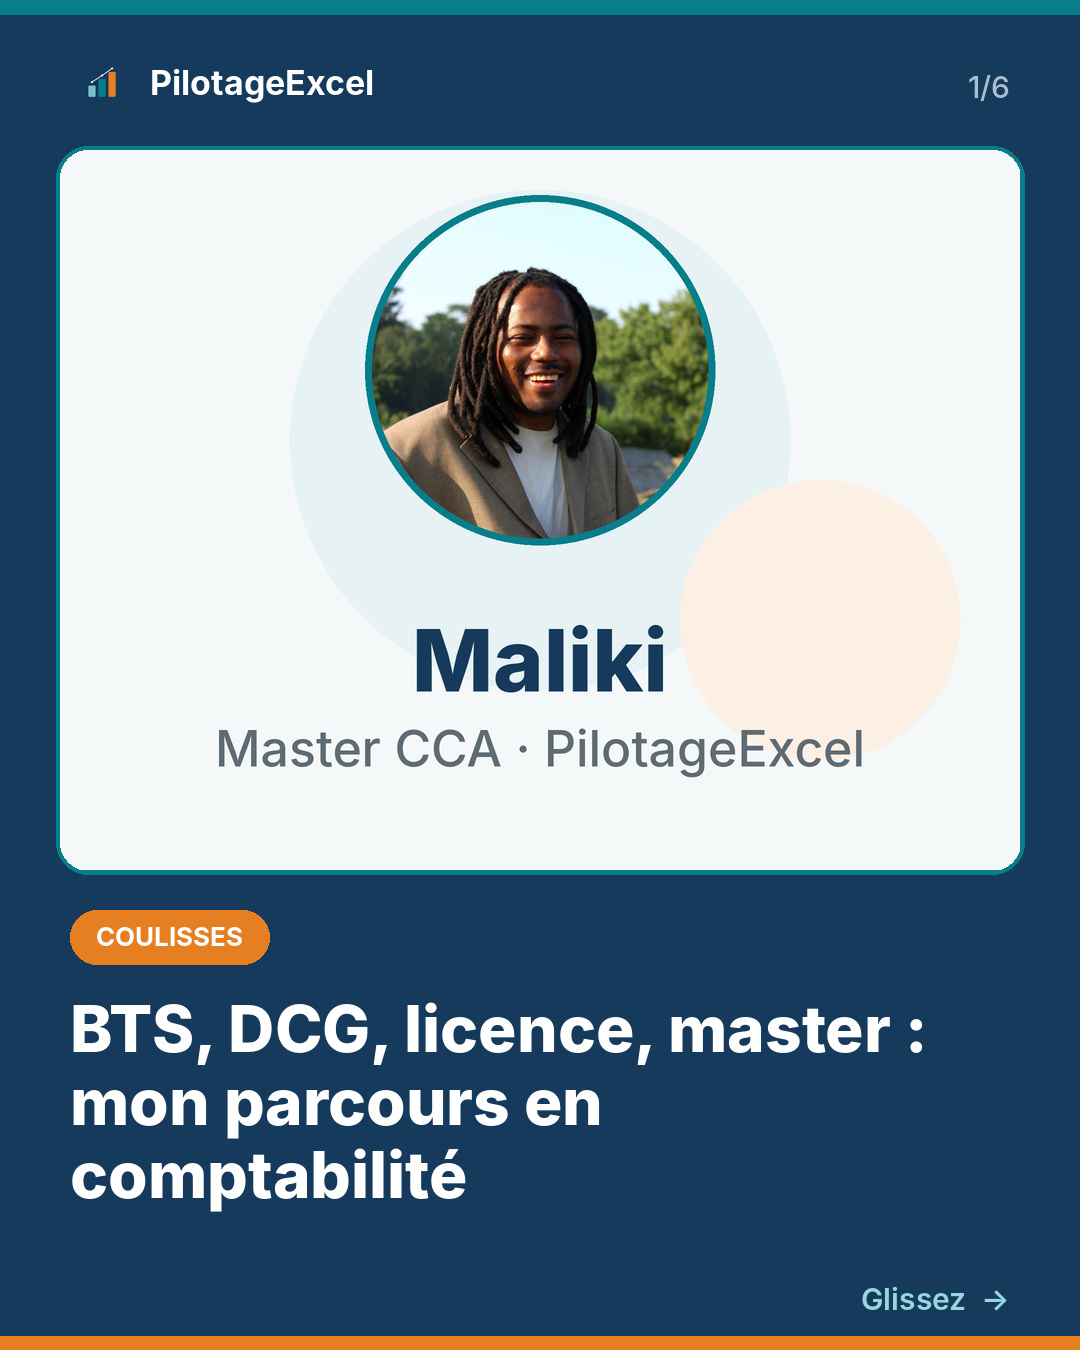 PilotageExcel
1/6
Maliki
Master CCA · PilotageExcel
COULISSES
BTS, DCG, licence, master :
mon parcours en
comptabilité
Glissez →